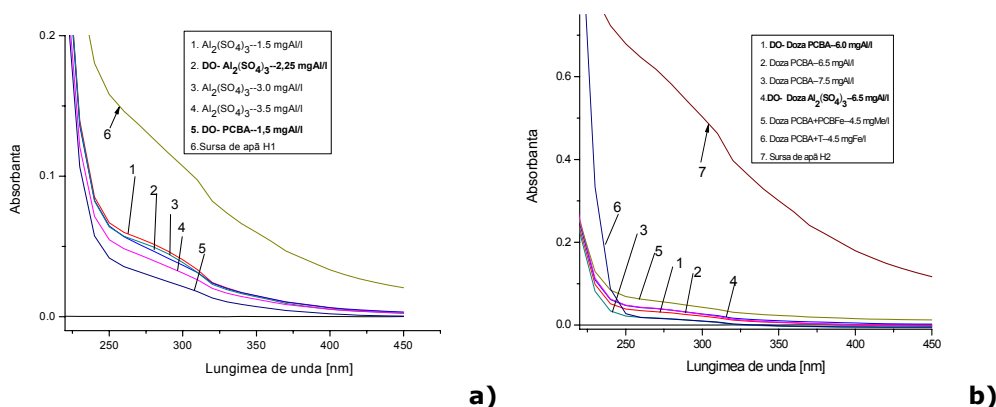 0.2
0.1
0.0
Absorbanta
1. Al2(SO4)3--1.5 mgAl/l
2. DO- Al2(SO4)3--2,25 mgAl/l
3. Al2(SO4)3--3.0 mgAl/l
4. Al2(SO4)3--3.5 mgAl/l
5. DO- PCBA--1,5 mgAl/l
6.Sursa de apă H1
6
1
2
3
4
5
250 300 350 400 450
Lungimea de unda [nm]
a)
0.6
0.4
0.2
0.0
Absorbanta
1. DO- Doza PCBA--6.0 mgAl/l
2. Doza PCBA--6.5 mgAl/l
3. Doza PCBA--7.5 mgAl/l
4.DO- Doza Al2(SO4)3--6.5 mgAl/l
5. Doza PCBA+PCBFe--4.5 mgMe/l
6. Doza PCBA+T--4.5 mgFe/l
7. Sursa de apă H2
7
6
3
5
1
2
4
250 300 350 400 450
Lungimea de unda [nm]
b)